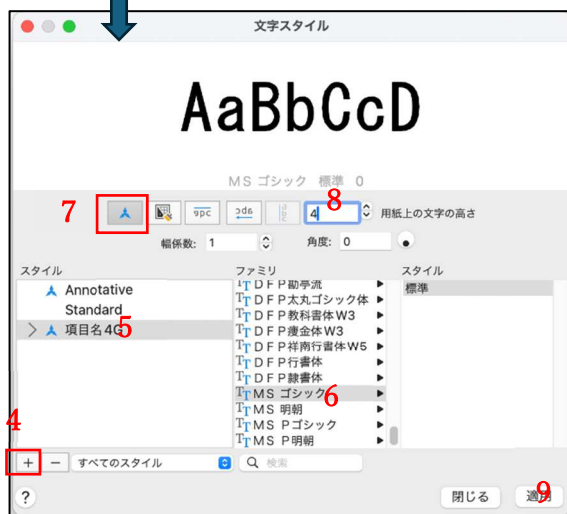 文字スタイル
AaBbCcD
MS ゴシック 標準 0
7
8
4
用紙上の文字の高さ
幅係数: 1
角度: 0
スタイル
ファミリ
スタイル
Annotative
Standard
項目名4G
5
DFP勘亭流
DFP太丸ゴシック体
DFP教科書体W3
DFP痩金体W3
DFP祥南行書体W5
DFP行書体
DFP隷書体
MS ゴシック
6
MS 明朝
MS Pゴシック
MS P明朝
標準
4
+
−
すべてのスタイル
検索
?
閉じる
適用
9